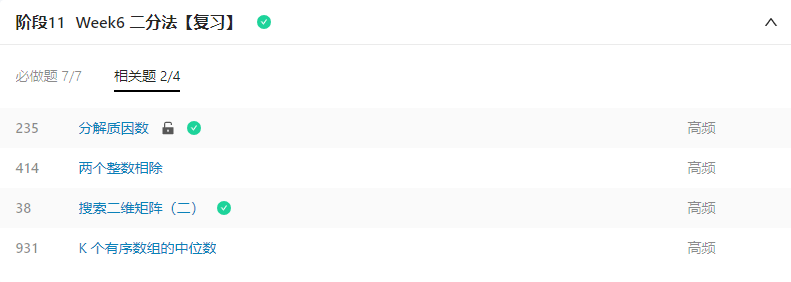 阶段11 Week6 二分法【复习】
必做题 7/7 相关题 2/4
235 分解质因数 高频
414 两个整数相除 高频
38 搜索二维矩阵（二） 高频
931 K 个有序数组的中位数 高频